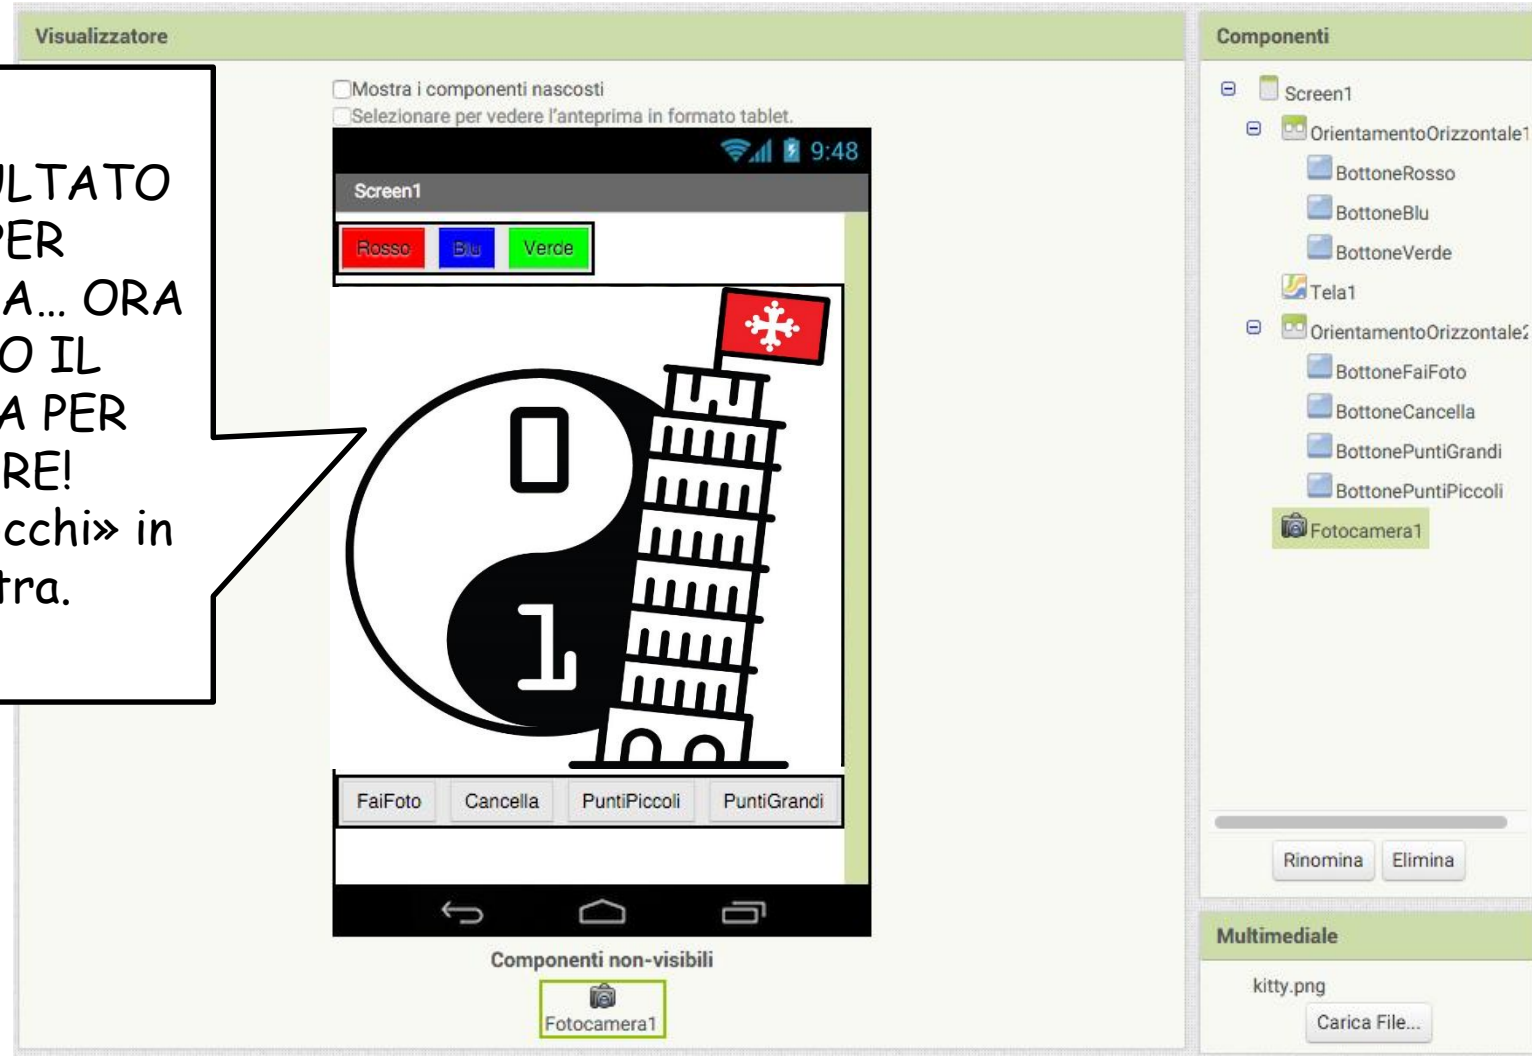 Visualizzatore
ULTATO
PER
A... ORA
O IL
A PER
RE!
cchi» in
tra.
Mostra i componenti nascosti
Selezionare per vedere l'anteprima in formato tablet.
9:48
Screen1
Rosso Blu Verde
0
1
FaiFoto Cancella PuntiPiccoli PuntiGrandi
Componenti non-visibili
Fotocamera1
Componenti
Screen1
OrientamentoOrizzontale1
BottoneRosso
BottoneBlu
BottoneVerde
Tela1
OrientamentoOrizzontale2
BottoneFaiFoto
BottoneCancella
BottonePuntiGrandi
BottonePuntiPiccoli
Fotocamera1
Rinomina Elimina
Multimediale
kitty.png
Carica File...